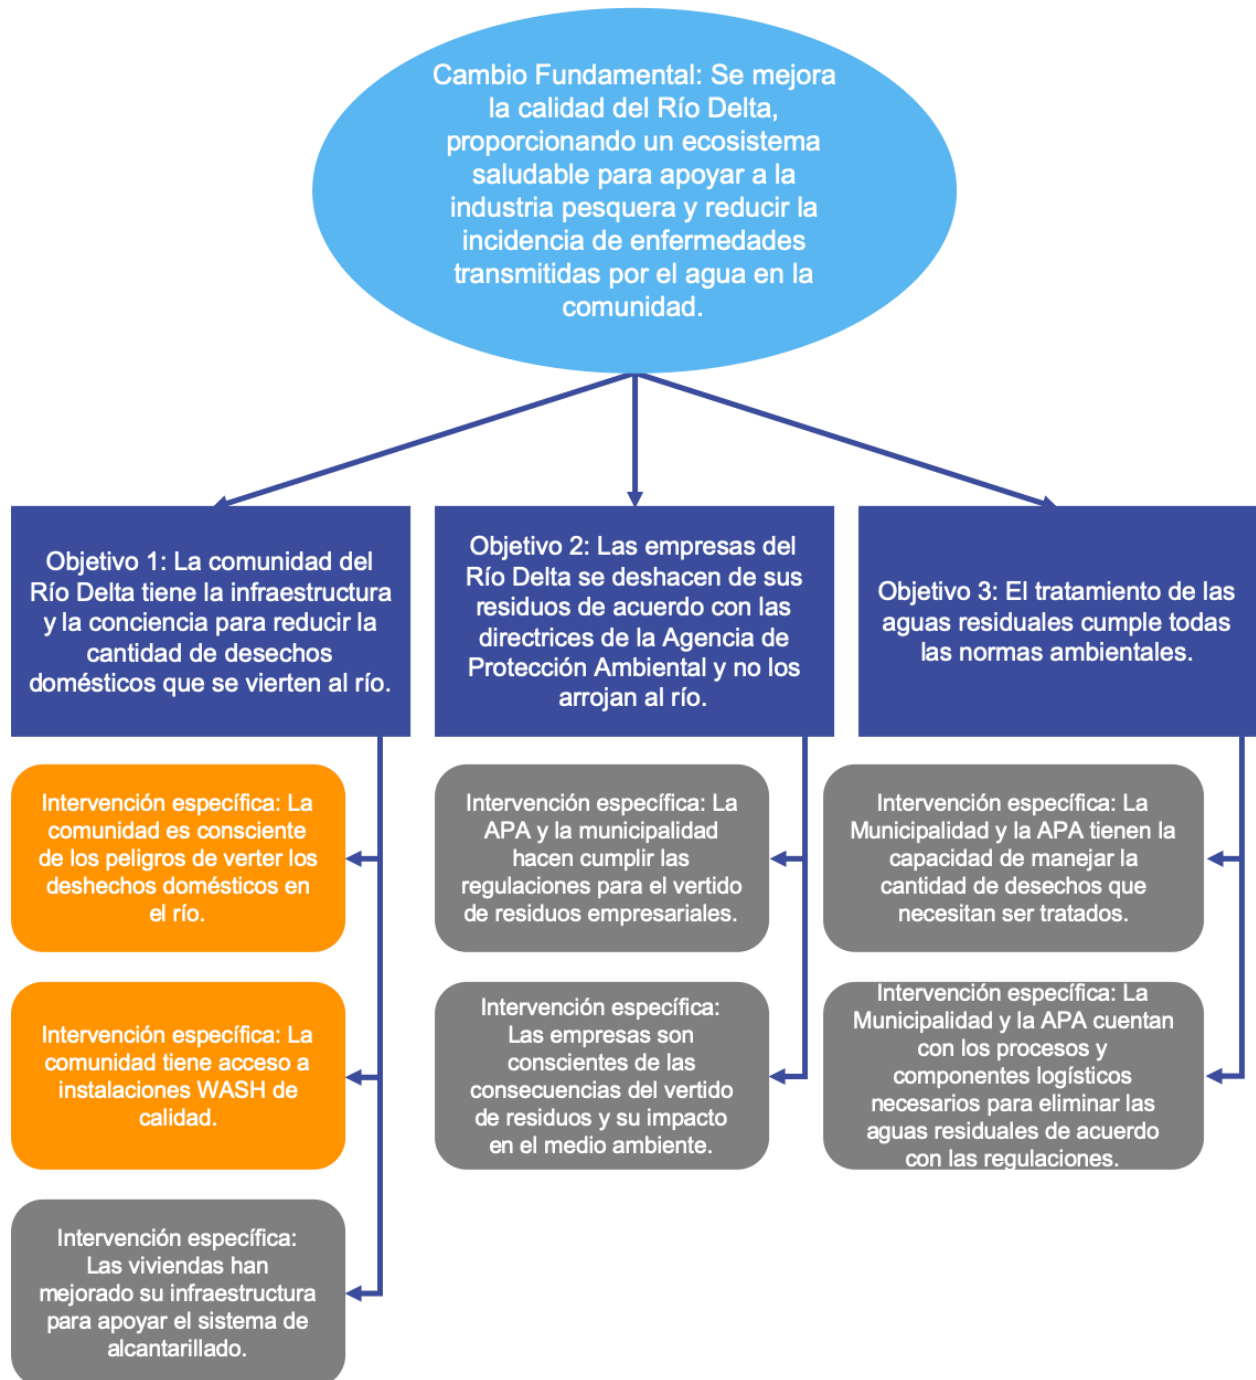 Cambio Fundamental: Se mejora
la calidad del Río Delta,
proporcionando un ecosistema
saludable para apoyar a la
industria pesquera y reducir la
incidencia de enfermedades
transmitidas por el agua en la
comunidad.
Objetivo 1: La comunidad del
Río Delta tiene la infraestructura
y la conciencia para reducir la
cantidad de desechos
domésticos que se vierten al río.
Objetivo 2: Las empresas del
Río Delta se deshacen de sus
residuos de acuerdo con las
directrices de la Agencia de
Protección Ambiental y no los
arrojan al río.
Objetivo 3: El tratamiento de las
aguas residuales cumple todas
las normas ambientales.
Intervención específica: La
comunidad es consciente
de los peligros de verter los
deshechos domésticos en
el río.
Intervención específica: La
comunidad tiene acceso a
instalaciones WASH de
calidad.
Intervención específica:
Las viviendas han
mejorado su infraestructura
para apoyar el sistema de
alcantarillado.
Intervención específica: La
APA y la municipalidad
hacen cumplir las
regulaciones para el vertido
de residuos empresariales.
Intervención específica:
Las empresas son
conscientes de las
consecuencias del vertido
de residuos y su impacto
en el medio ambiente.
Intervención específica: La
Municipalidad y la APA tienen la
capacidad de manejar la
cantidad de desechos que
necesitan ser tratados.
Intervención específica: La
Municipalidad y la APA cuentan
con los procesos y
componentes logísticos
necesarios para eliminar las
aguas residuales de acuerdo
con las regulaciones.